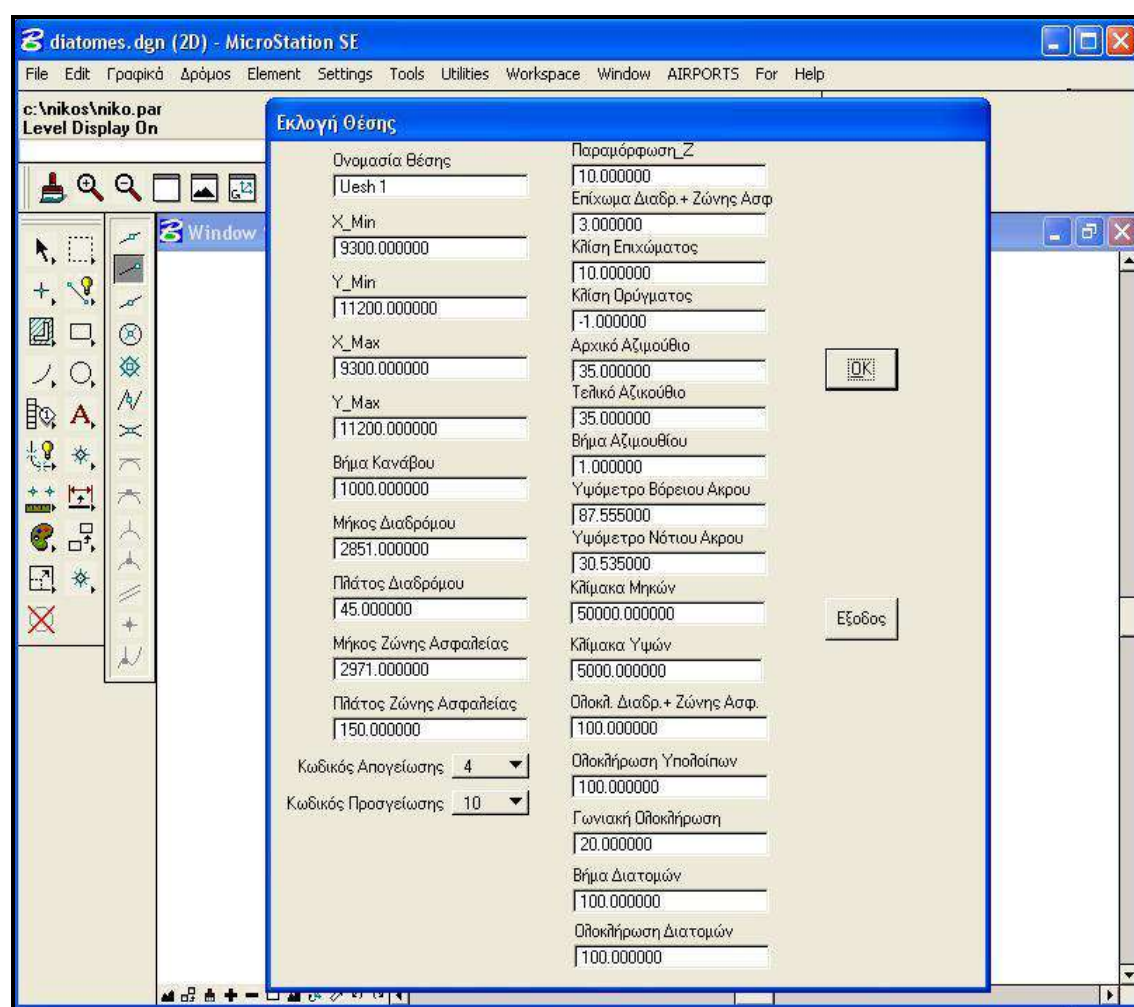 diatomes.dgn (2D) - MicroStation SE
File Edit Γραφικά Δρόμος Element Settings Tools Utilities Workspace Window AIRPORTS For Help
c:\nikos\niko.par
Level Display On
Window
Εκλογή Θέσης
Ονομασία Θέσης
Uesh 1
X_Min
9300.000000
Y_Min
11200.000000
X_Max
9300.000000
Y_Max
11200.000000
Βήμα Κανάβου
1000.000000
Μήκος Διαδρόμου
2851.000000
Πλάτος Διαδρόμου
45.000000
Μήκος Ζώνης Ασφαλείας
2971.000000
Πλάτος Ζώνης Ασφαλείας
150.000000
Κωδικός Απογείωσης 4
Κωδικός Προσγείωσης 10
Παραμόρφωση_Z
10.000000
Επίχωμα Διαδρ.+ Ζώνης Ασφ
3.000000
Κλίση Επιχώματος
10.000000
Κλίση Ορύγματος
-1.000000
Αρχικό Αζιμούθιο
35.000000
Τελικό Αζικούθιο
35.000000
Βήμα Αζιμουθίου
1.000000
Υψόμετρο Βόρειου Ακρου
87.555000
Υψόμετρο Νότιου Ακρου
30.535000
Κλίμακα Μηκών
50000.000000
Κλίμακα Υψών
5000.000000
Ολοκλ. Διαδρ.+ Ζώνης Ασφ.
100.000000
Ολοκλήρωση Υπολοίπων
100.000000
Γωνιακή Ολοκλήρωση
20.000000
Βήμα Διατομών
100.000000
Ολοκλήρωση Διατομών
100.000000
OK
Εξοδος